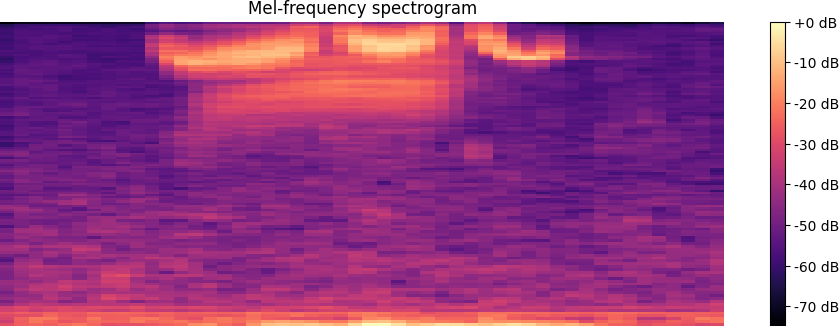 Mel-frequency spectrogram
+0 dB
-10 dB
-20 dB
-30 dB
-40 dB
-50 dB
-60 dB
-70 dB